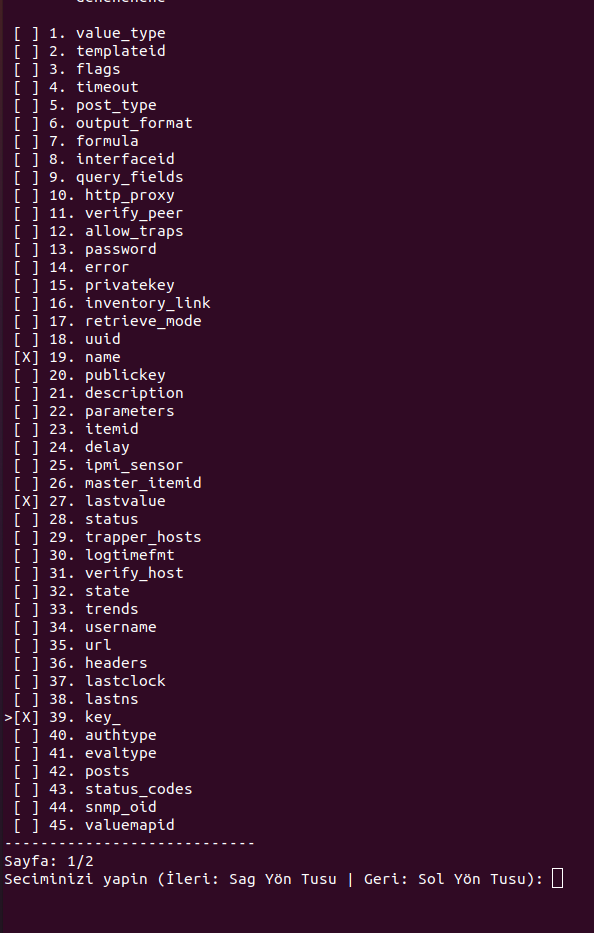 [ ] 1. value_type
[ ] 2. templateid
[ ] 3. flags
[ ] 4. timeout
[ ] 5. post_type
[ ] 6. output_format
[ ] 7. formula
[ ] 8. interfaceid
[ ] 9. query_fields
[ ] 10. http_proxy
[ ] 11. verify_peer
[ ] 12. allow_traps
[ ] 13. password
[ ] 14. error
[ ] 15. privatekey
[ ] 16. inventory_link
[ ] 17. retrieve_mode
[ ] 18. uuid
[X] 19. name
[ ] 20. publickey
[ ] 21. description
[ ] 22. parameters
[ ] 23. itemid
[ ] 24. delay
[ ] 25. ipmi_sensor
[ ] 26. master_itemid
[X] 27. lastvalue
[ ] 28. status
[ ] 29. trapper_hosts
[ ] 30. logtimefmt
[ ] 31. verify_host
[ ] 32. state
[ ] 33. trends
[ ] 34. username
[ ] 35. url
[ ] 36. headers
[ ] 37. lastclock
[ ] 38. lastns
>[X] 39. key_
[ ] 40. authtype
[ ] 41. evaltype
[ ] 42. posts
[ ] 43. status_codes
[ ] 44. snmp_oid
[ ] 45. valuemapid
----------------------------
Sayfa: 1/2
Seciminizi yapin (İleri: Sag Yön Tusu | Geri: Sol Yön Tusu):